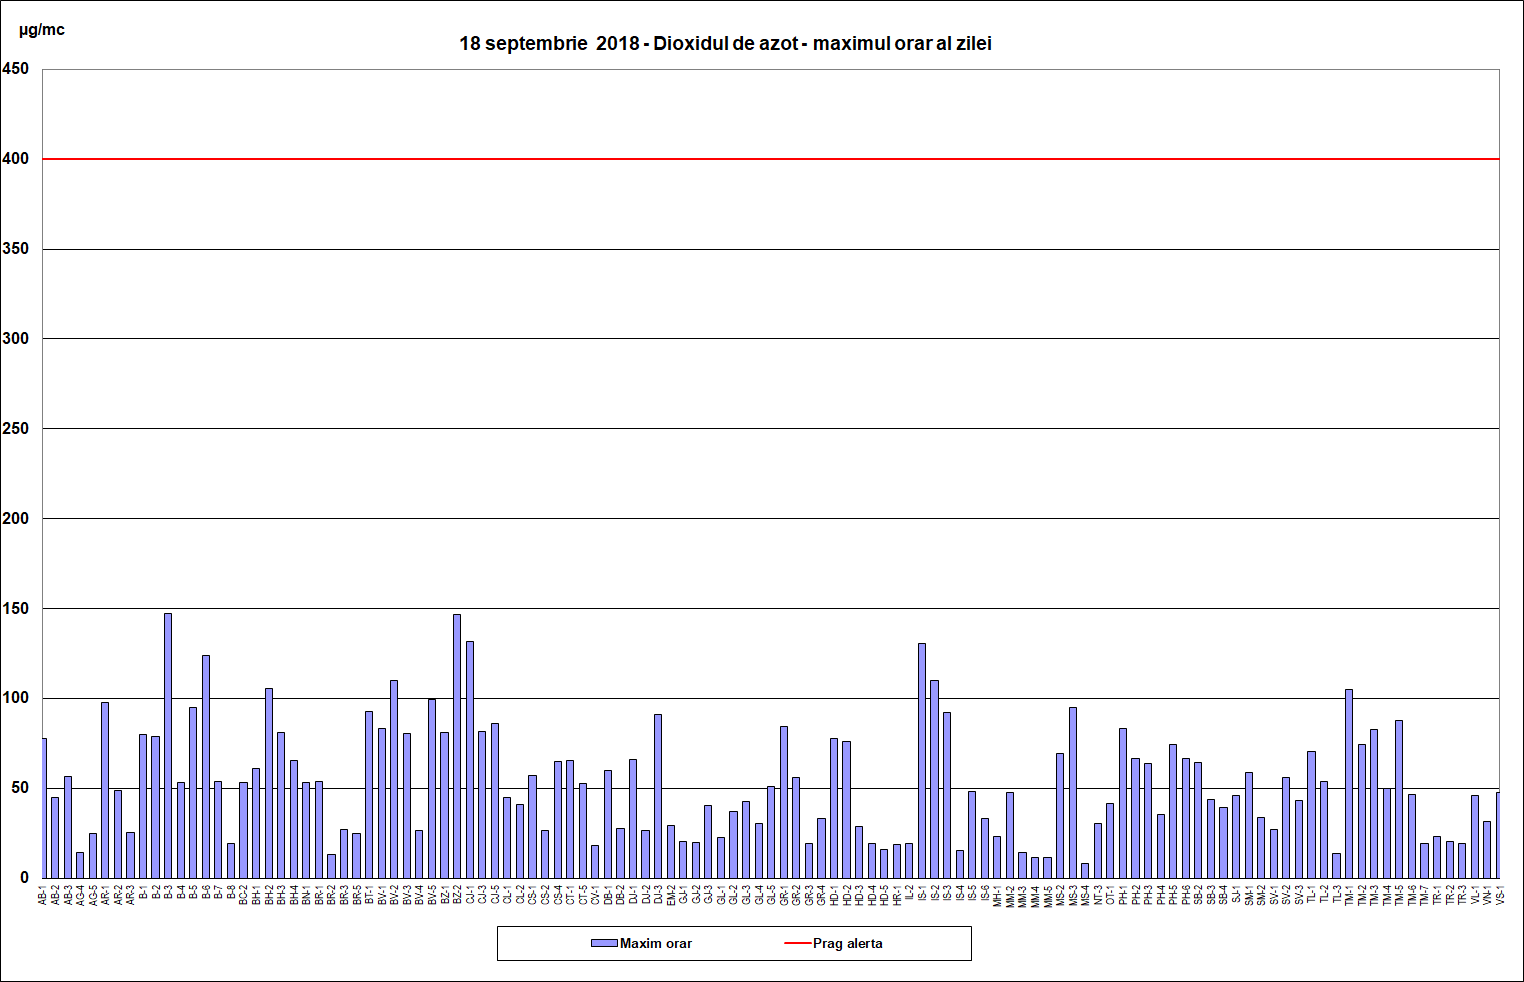 µg/mc
18 septembrie 2018 - Dioxidul de azot - maximul orar al zilei
450
400
350
300
250
200
150
100
50
0
AB-1
AB-2
AB-3
AG-4
AG-5
AR-1
AR-2
AR-3
B-1
B-2
B-3
B-4
B-5
B-6
B-7
B-8
BC-2
BH-1
BH-2
BH-3
BH-4
BN-1
BR-1
BR-2
BR-3
BR-5
BT-1
BV-1
BV-2
BV-3
BV-4
BV-5
BZ-1
BZ-2
CJ-1
CJ-3
CJ-5
CL-1
CL-2
CS-1
CS-2
CS-4
CT-1
CT-5
CV-1
DB-1
DB-2
DJ-1
DJ-2
DJ-3
EM-2
GJ-1
GJ-2
GJ-3
GL-1
GL-2
GL-3
GL-4
GL-5
GR-1
GR-2
GR-3
GR-4
HD-1
HD-2
HD-3
HD-4
HD-5
HR-1
IL-2
IS-1
IS-2
IS-3
IS-4
IS-5
IS-6
MH-1
MM-2
MM-3
MM-4
MM-5
MS-2
MS-3
MS-4
NT-3
OT-1
PH-1
PH-2
PH-3
PH-4
PH-5
PH-6
SB-2
SB-3
SB-4
SJ-1
SM-1
SM-2
SV-1
SV-2
SV-3
TL-1
TL-2
TL-3
TM-1
TM-2
TM-3
TM-4
TM-5
TM-6
TM-7
TR-1
TR-2
TR-3
VL-1
VN-1
VS-1
Maxim orar
Prag alerta